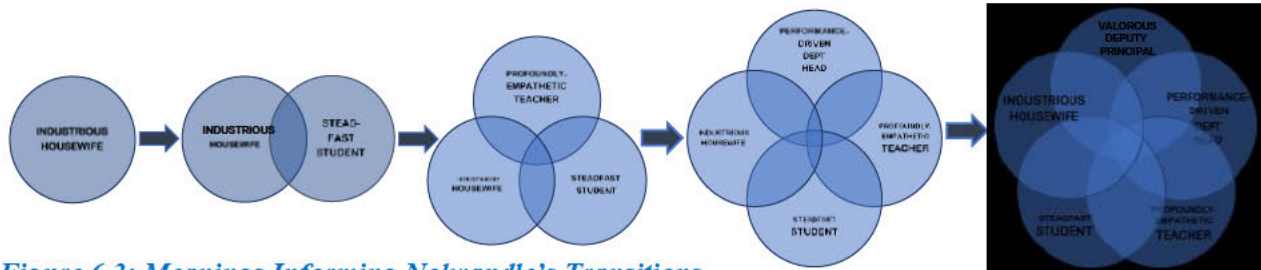 INDUSTRIOUS
HOUSEWIFE
INDUSTRIOUS
HOUSEWIFE
STEAD-
FAST
STUDENT
PROFOUNDLY-
EMPATHETIC
TEACHER
HOUSEWIFE
STEADFAST
STUDENT
PERFORMANCE-
DRIVEN
DEPT
HEAD
INDUSTRIOUS
HOUSEWIFE
PROFOUNDLY-
EMPATHETIC
TEACHER
STEADFAST
STUDENT
VALOROUS
DEPUTY
PRINCIPAL
INDUSTRIOUS
HOUSEWIFE
PERFORMANCE-
DRIVEN
DEPT
HEAD
STEADFAST
STUDENT
PROFOUNDLY-
EMPATHETIC
TEACHER
Figure 6.3: Informing Transitions